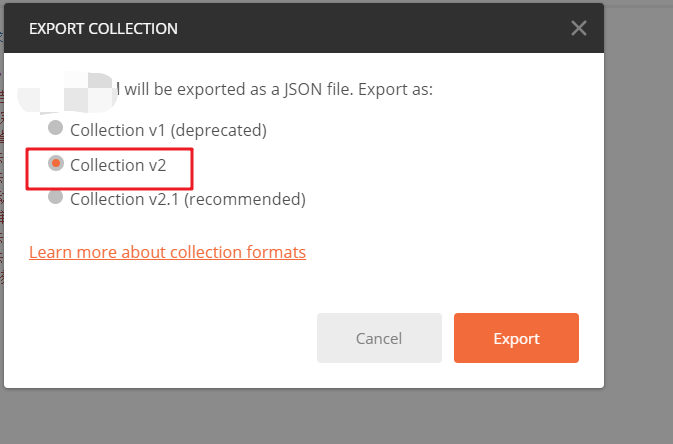 EXPORT COLLECTION
will be exported as a JSON file. Export as:
Collection v1 (deprecated)
Collection v2
Collection v2.1 (recommended)
Learn more about collection formats
Cancel
Export